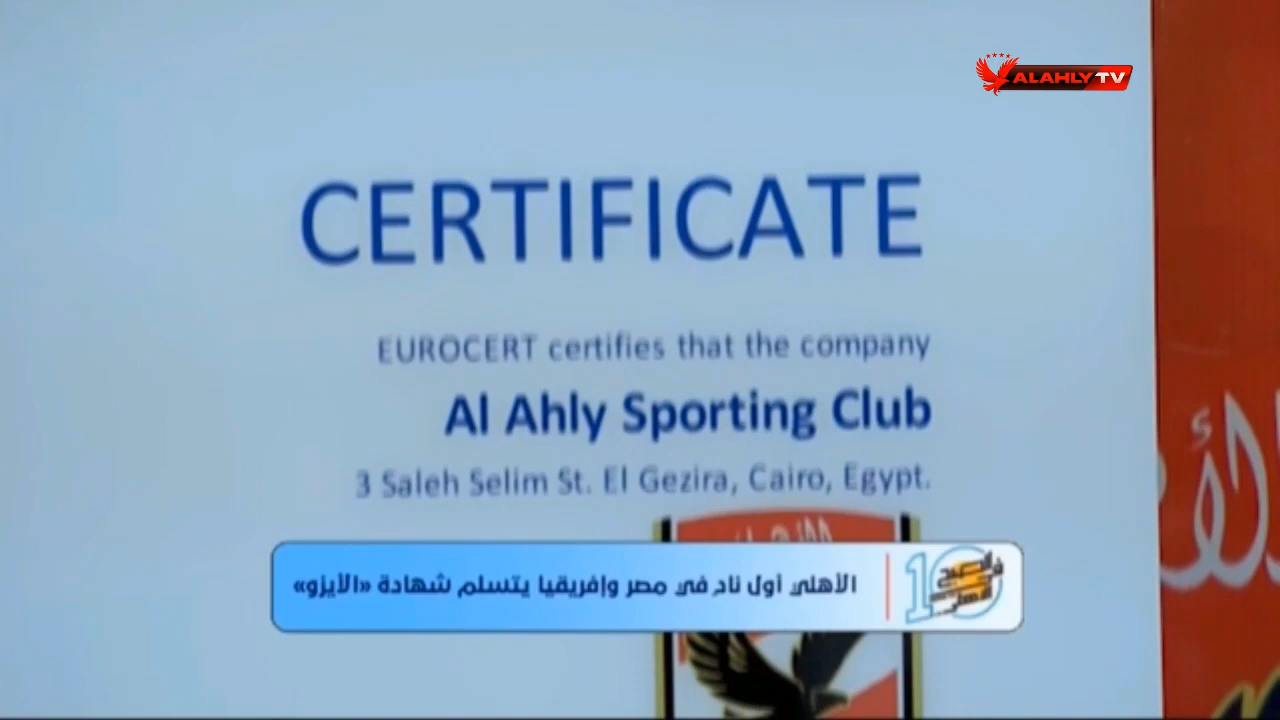 ALAHLY TV
CERTIFICATE
EUROCERT certifies that the company
Al Ahly Sporting Club
3 Saleh Selim St. El Gezira, Cairo, Egypt.
الأهلي أول نادٍ في مصر وإفريقيا يتسلم شهادة «الأيزو»
10